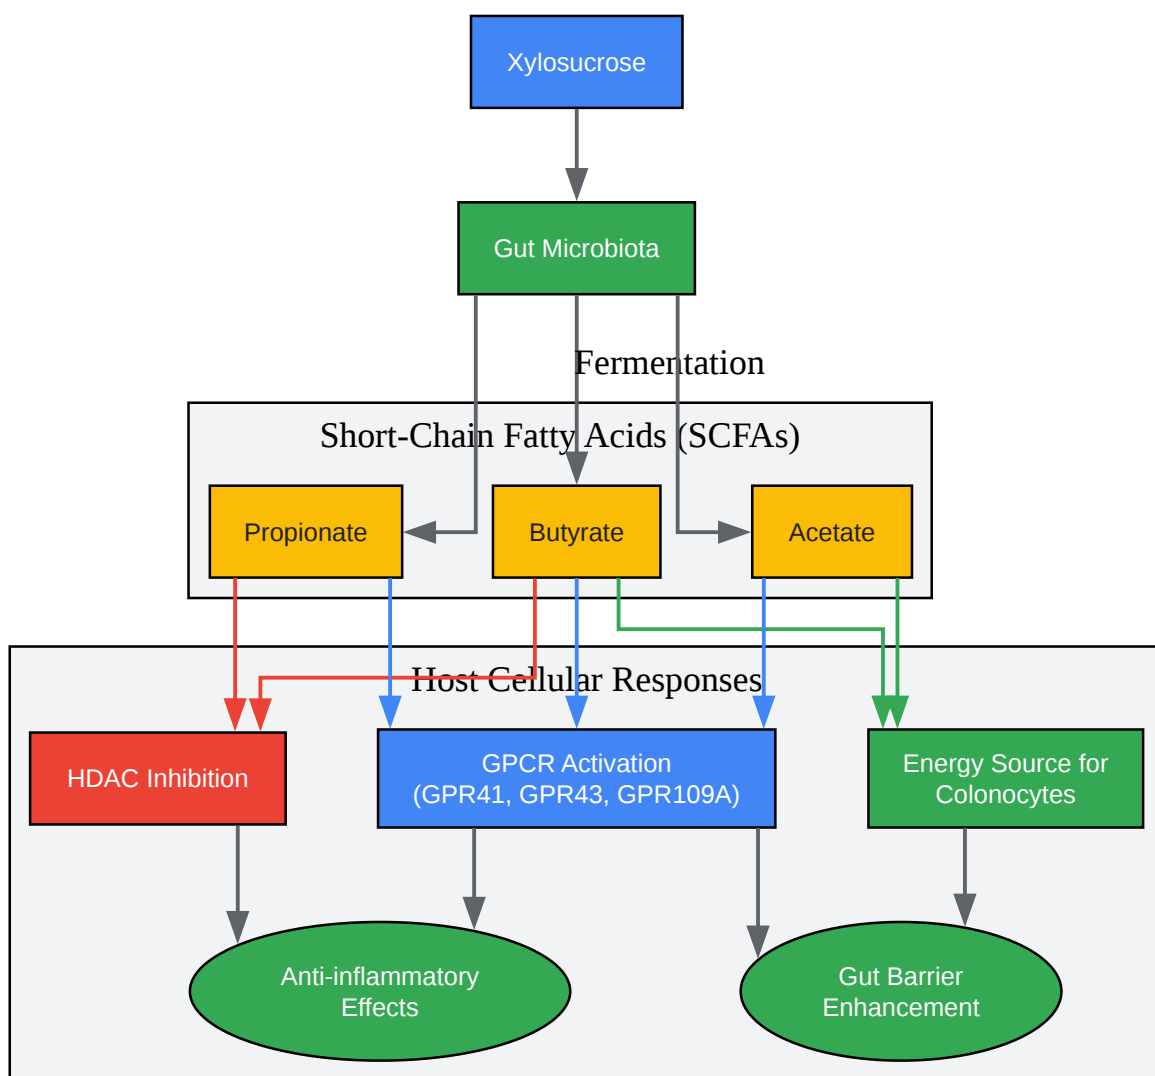 Xylosucrose
Gut Microbiota
Fermentation
Short-Chain Fatty Acids (SCFAs)
Propionate
Butyrate
Acetate
Host Cellular Responses
HDAC Inhibition
GPCR Activation
(GPR41, GPR43, GPR109A)
Energy Source for
Colonocytes
Anti-inflammatory
Effects
Gut Barrier
Enhancement